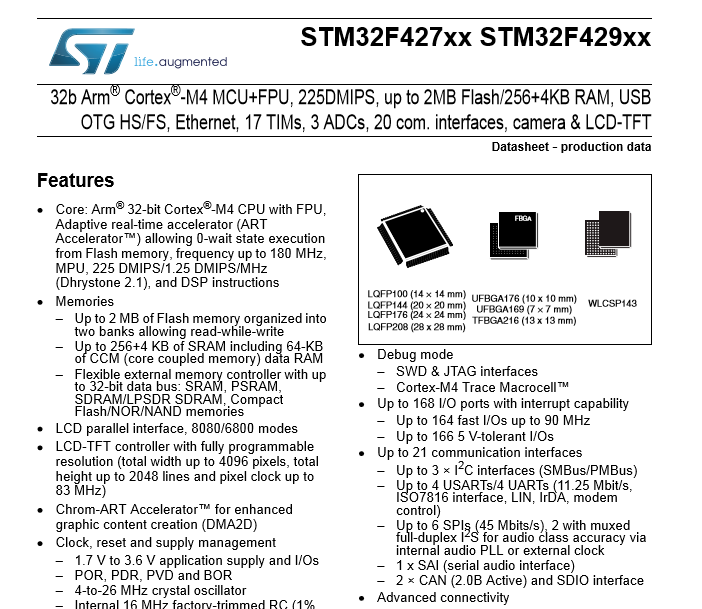 life.augmented
STM32F427xx STM32F429xx
32b Arm® Cortex®-M4 MCU+FPU, 225DMIPS, up to 2MB Flash/256+4KB RAM, USB
OTG HS/FS, Ethernet, 17 TIMs, 3 ADCs, 20 com. interfaces, camera & LCD-TFT
Datasheet - production data
Features
• Core: Arm® 32-bit Cortex®-M4 CPU with FPU,
Adaptive real-time accelerator (ART
Accelerator™) allowing 0-wait state execution
from Flash memory, frequency up to 180 MHz,
MPU, 225 DMIPS/1.25 DMIPS/MHz
(Dhrystone 2.1), and DSP instructions
• Memories
– Up to 2 MB of Flash memory organized into
two banks allowing read-while-write
– Up to 256+4 KB of SRAM including 64-KB
of CCM (core coupled memory) data RAM
– Flexible external memory controller with up
to 32-bit data bus: SRAM, PSRAM,
SDRAM/LPSDR SDRAM, Compact
Flash/NOR/NAND memories
• LCD parallel interface, 8080/6800 modes
• LCD-TFT controller with fully programmable
resolution (total width up to 4096 pixels, total
height up to 2048 lines and pixel clock up to
83 MHz)
• Chrom-ART Accelerator™ for enhanced
graphic content creation (DMA2D)
• Clock, reset and supply management
– 1.7 V to 3.6 V application supply and I/Os
– POR, PDR, PVD and BOR
– 4-to-26 MHz crystal oscillator
– Internal 16 MHz factory-trimmed RC (1%
FBGA
LQFP100 (14 × 14 mm)
LQFP144 (20 × 20 mm)
LQFP176 (24 × 24 mm)
LQFP208 (28 x 28 mm)
UFBGA176 (10 x 10 mm)
UFBGA169 (7 × 7 mm)
TFBGA216 (13 x 13 mm)
WLCSP143
• Debug mode
– SWD & JTAG interfaces
– Cortex-M4 Trace Macrocell™
• Up to 168 I/O ports with interrupt capability
– Up to 164 fast I/Os up to 90 MHz
– Up to 166 5 V-tolerant I/Os
• Up to 21 communication interfaces
– Up to 3 × I²C interfaces (SMBus/PMBus)
– Up to 4 USARTs/4 UARTs (11.25 Mbit/s,
ISO7816 interface, LIN, IrDA, modem
control)
– Up to 6 SPIs (45 Mbits/s), 2 with muxed
full-duplex I²S for audio class accuracy via
internal audio PLL or external clock
– 1 x SAI (serial audio interface)
– 2 × CAN (2.0B Active) and SDIO interface
• Advanced connectivity